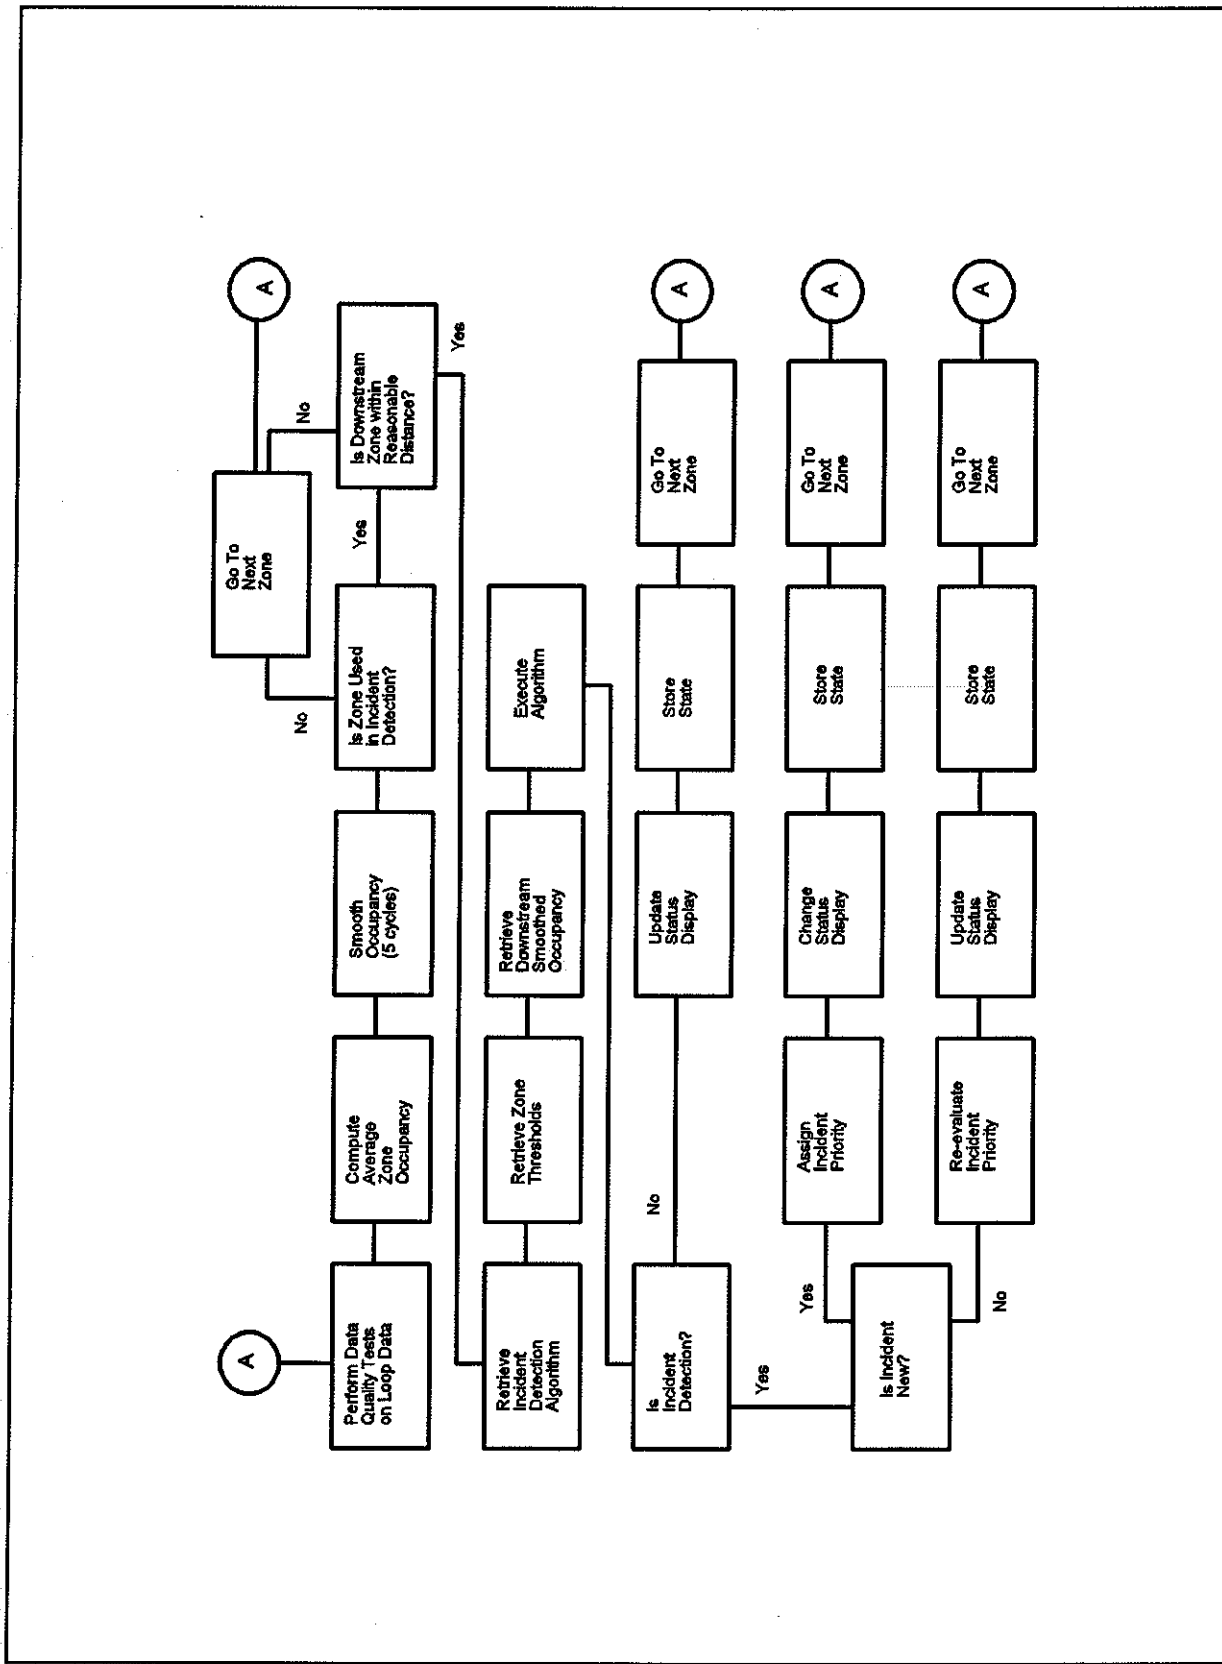 A
Go To
Next
Zone
A
No
No
Perform Data
Quality Tests
on Loop Data
Compute
Average
Zone
Occupancy
Smooth
Occupancy
(5 cycles)
Is Zone Used
in Incident
Detection?
Yes
Is Downstream
Zone within
Reasonable
Distance?
Yes
Retrieve
Incident
Detection
Algorithm
Retrieve Zone
Thresholds
Retrieve
Downstream
Smoothed
Occupancy
Execute
Algorithm
Is
Incident
Detection?
No
Update
Status
Display
Store
State
Go To
Next
Zone
A
Yes
Is Incident
New?
Yes
Assign
Incident
Priority
Change
Status
Display
Store
State
Go To
Next
Zone
A
No
Re-evaluate
Incident
Priority
Update
Status
Display
Store
State
Go To
Next
Zone
A